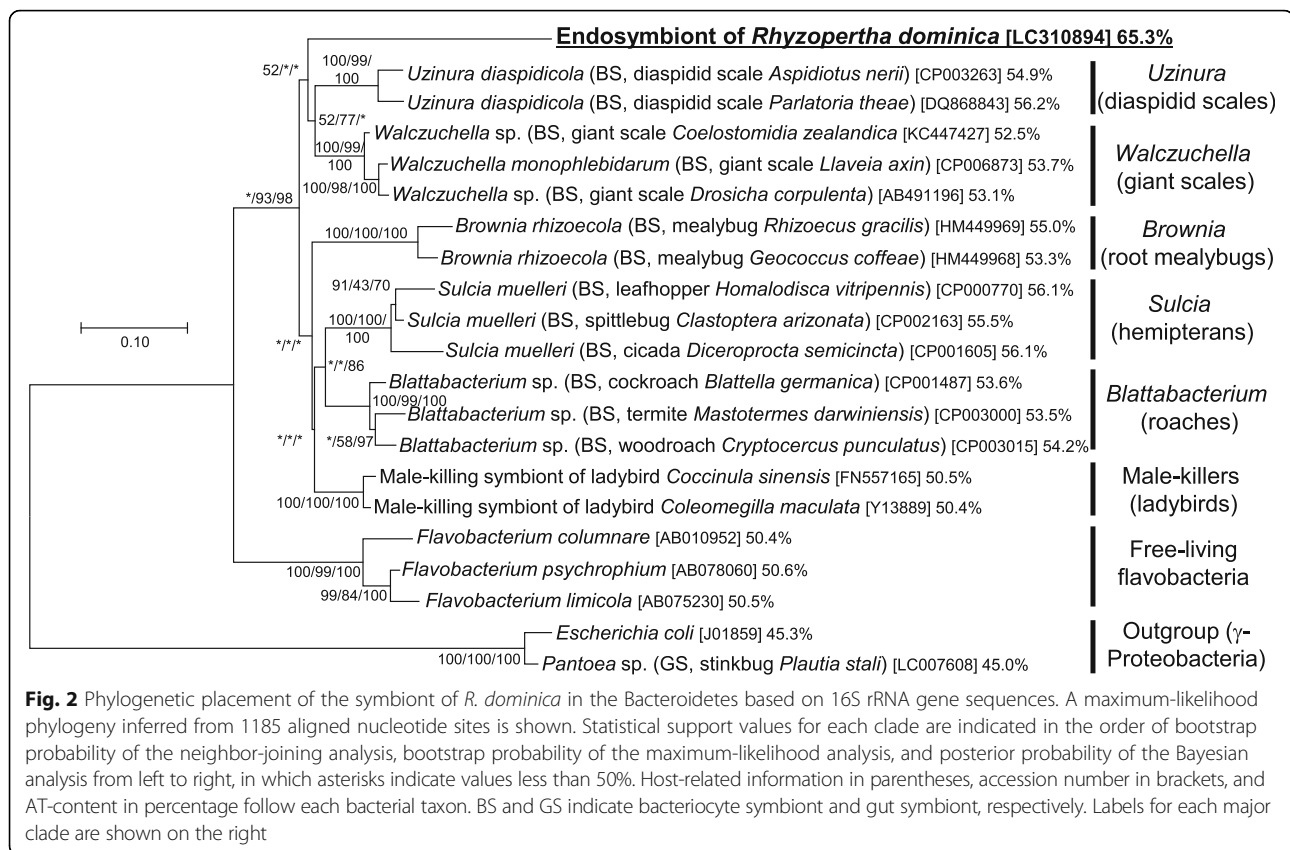 Endosymbiont of Rhyzopertha dominica [LC310894] 65.3%
100/99/
100
52/*/*
Uzinura diaspidicola (BS, diaspidid scale Aspidiotus nerii) [CP003263] 54.9%
Uzinura diaspidicola (BS, diaspidid scale Parlatoria theae) [DQ868843] 56.2%
Uzinura
(diaspidid scales)
52/77/*
Walczuchella sp. (BS, giant scale Coelostomidia zealandica [KC447427] 52.5%
100/99/
100
Walczuchella monophlebidarum (BS, giant scale Llaveia axin) [CP006873] 53.7%
100/98/100
Walczuchella sp. (BS, giant scale Drosicha corpulenta) [AB491196] 53.1%
Walczuchella
(giant scales)
*/93/98
Brownia rhizoecola (BS, mealybug Rhizoecus gracilis) [HM449969] 55.0%
100/100/100
Brownia rhizoecola (BS, mealybug Geococcus coffeae) [HM449968] 53.3%
Brownia
(root mealybugs)
91/43/70
Sulcia muelleri (BS, leafhopper Homalodisca vitripennis) [CP000770] 56.1%
Sulcia muelleri (BS, spittlebug Clastoptera arizonata) [CP002163] 55.5%
100/100/
100
Sulcia muelleri (BS, cicada Diceroprocta semicincta) [CP001605] 56.1%
Sulcia
(hemipterans)
0.10
*/*/*
*/*/86
Blattabacterium sp. (BS, cockroach Blattella germanica) [CP001487] 53.6%
100/99/100
Blattabacterium sp. (BS, termite Mastotermes darwiniensis) [CP003000] 53.5%
*/58/97
Blattabacterium sp. (BS, woodroach Cryptocercus punculatus) [CP003015] 54.2%
Blattabacterium
(roaches)
*/*/*
Male-killing symbiont of ladybird Coccinula sinensis [FN557165] 50.5%
100/100/100
Male-killing symbiont of ladybird Coleomegilla maculata [Y13889] 50.4%
Male-killers
(ladybirds)
Flavobacterium columnare [AB010952] 50.4%
100/99/100
Flavobacterium psychrophium [AB078060] 50.6%
99/84/100
Flavobacterium limicola [AB075230] 50.5%
Free-living
flavobacteria
Escherichia coli [J01859] 45.3%
100/100/100
Pantoea sp. (GS, stinkbug Plautia stali) [LC007608] 45.0%
Outgroup (γ-
Proteobacteria)
Fig. 2 Phylogenetic placement of the symbiont of R. dominica in the Bacteroidetes based on 16S rRNA gene sequences. A maximum-likelihood
phylogeny inferred from 1185 aligned nucleotide sites is shown. Statistical support values for each clade are indicated in the order of bootstrap
probability of the neighbor-joining analysis, bootstrap probability of the maximum-likelihood analysis, and posterior probability of the Bayesian
analysis from left to right, in which asterisks indicate values less than 50%. Host-related information in parentheses, accession number in brackets, and
AT-content in percentage follow each bacterial taxon. BS and GS indicate bacteriocyte symbiont and gut symbiont, respectively. Labels for each major
clade are shown on the right